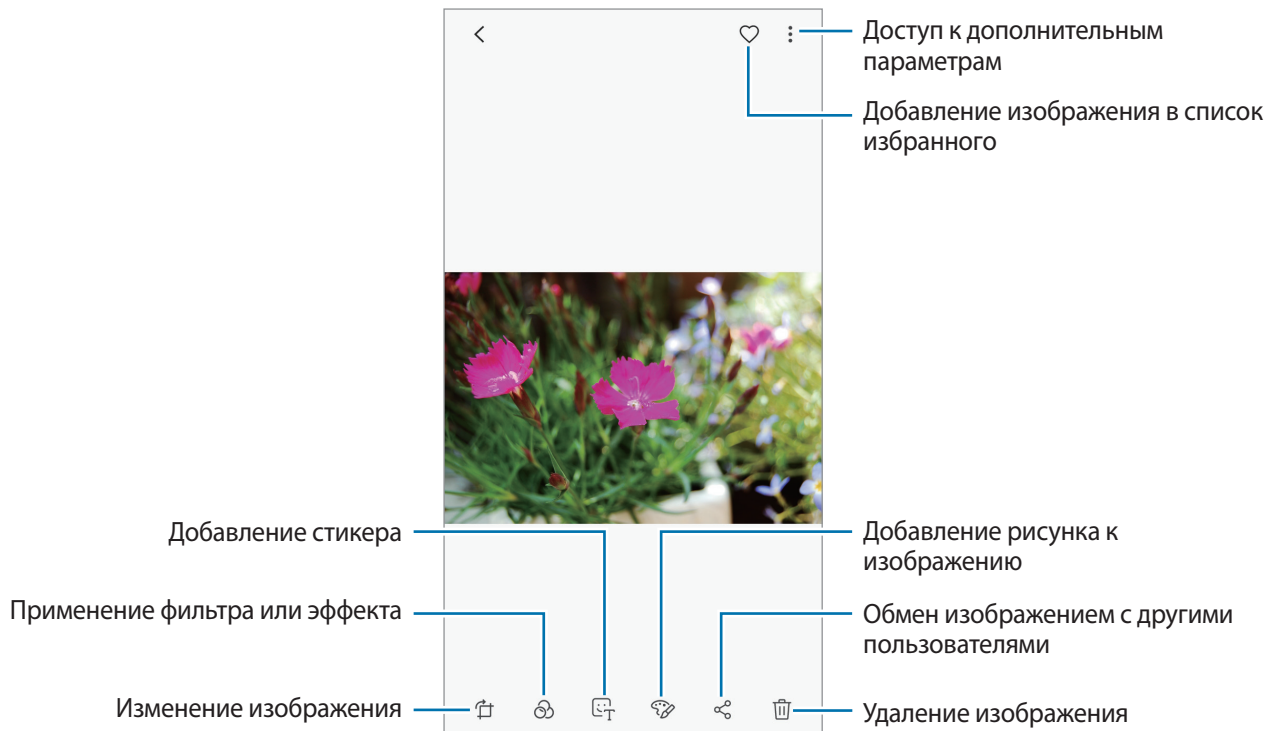 Доступ к дополнительным
параметрам
Добавление изображения в список
избранного
Добавление стикера
Добавление рисунка к
изображению
Применение фильтра или эффекта
Обмен изображением с другими
пользователями
Изменение изображения
Удаление изображения